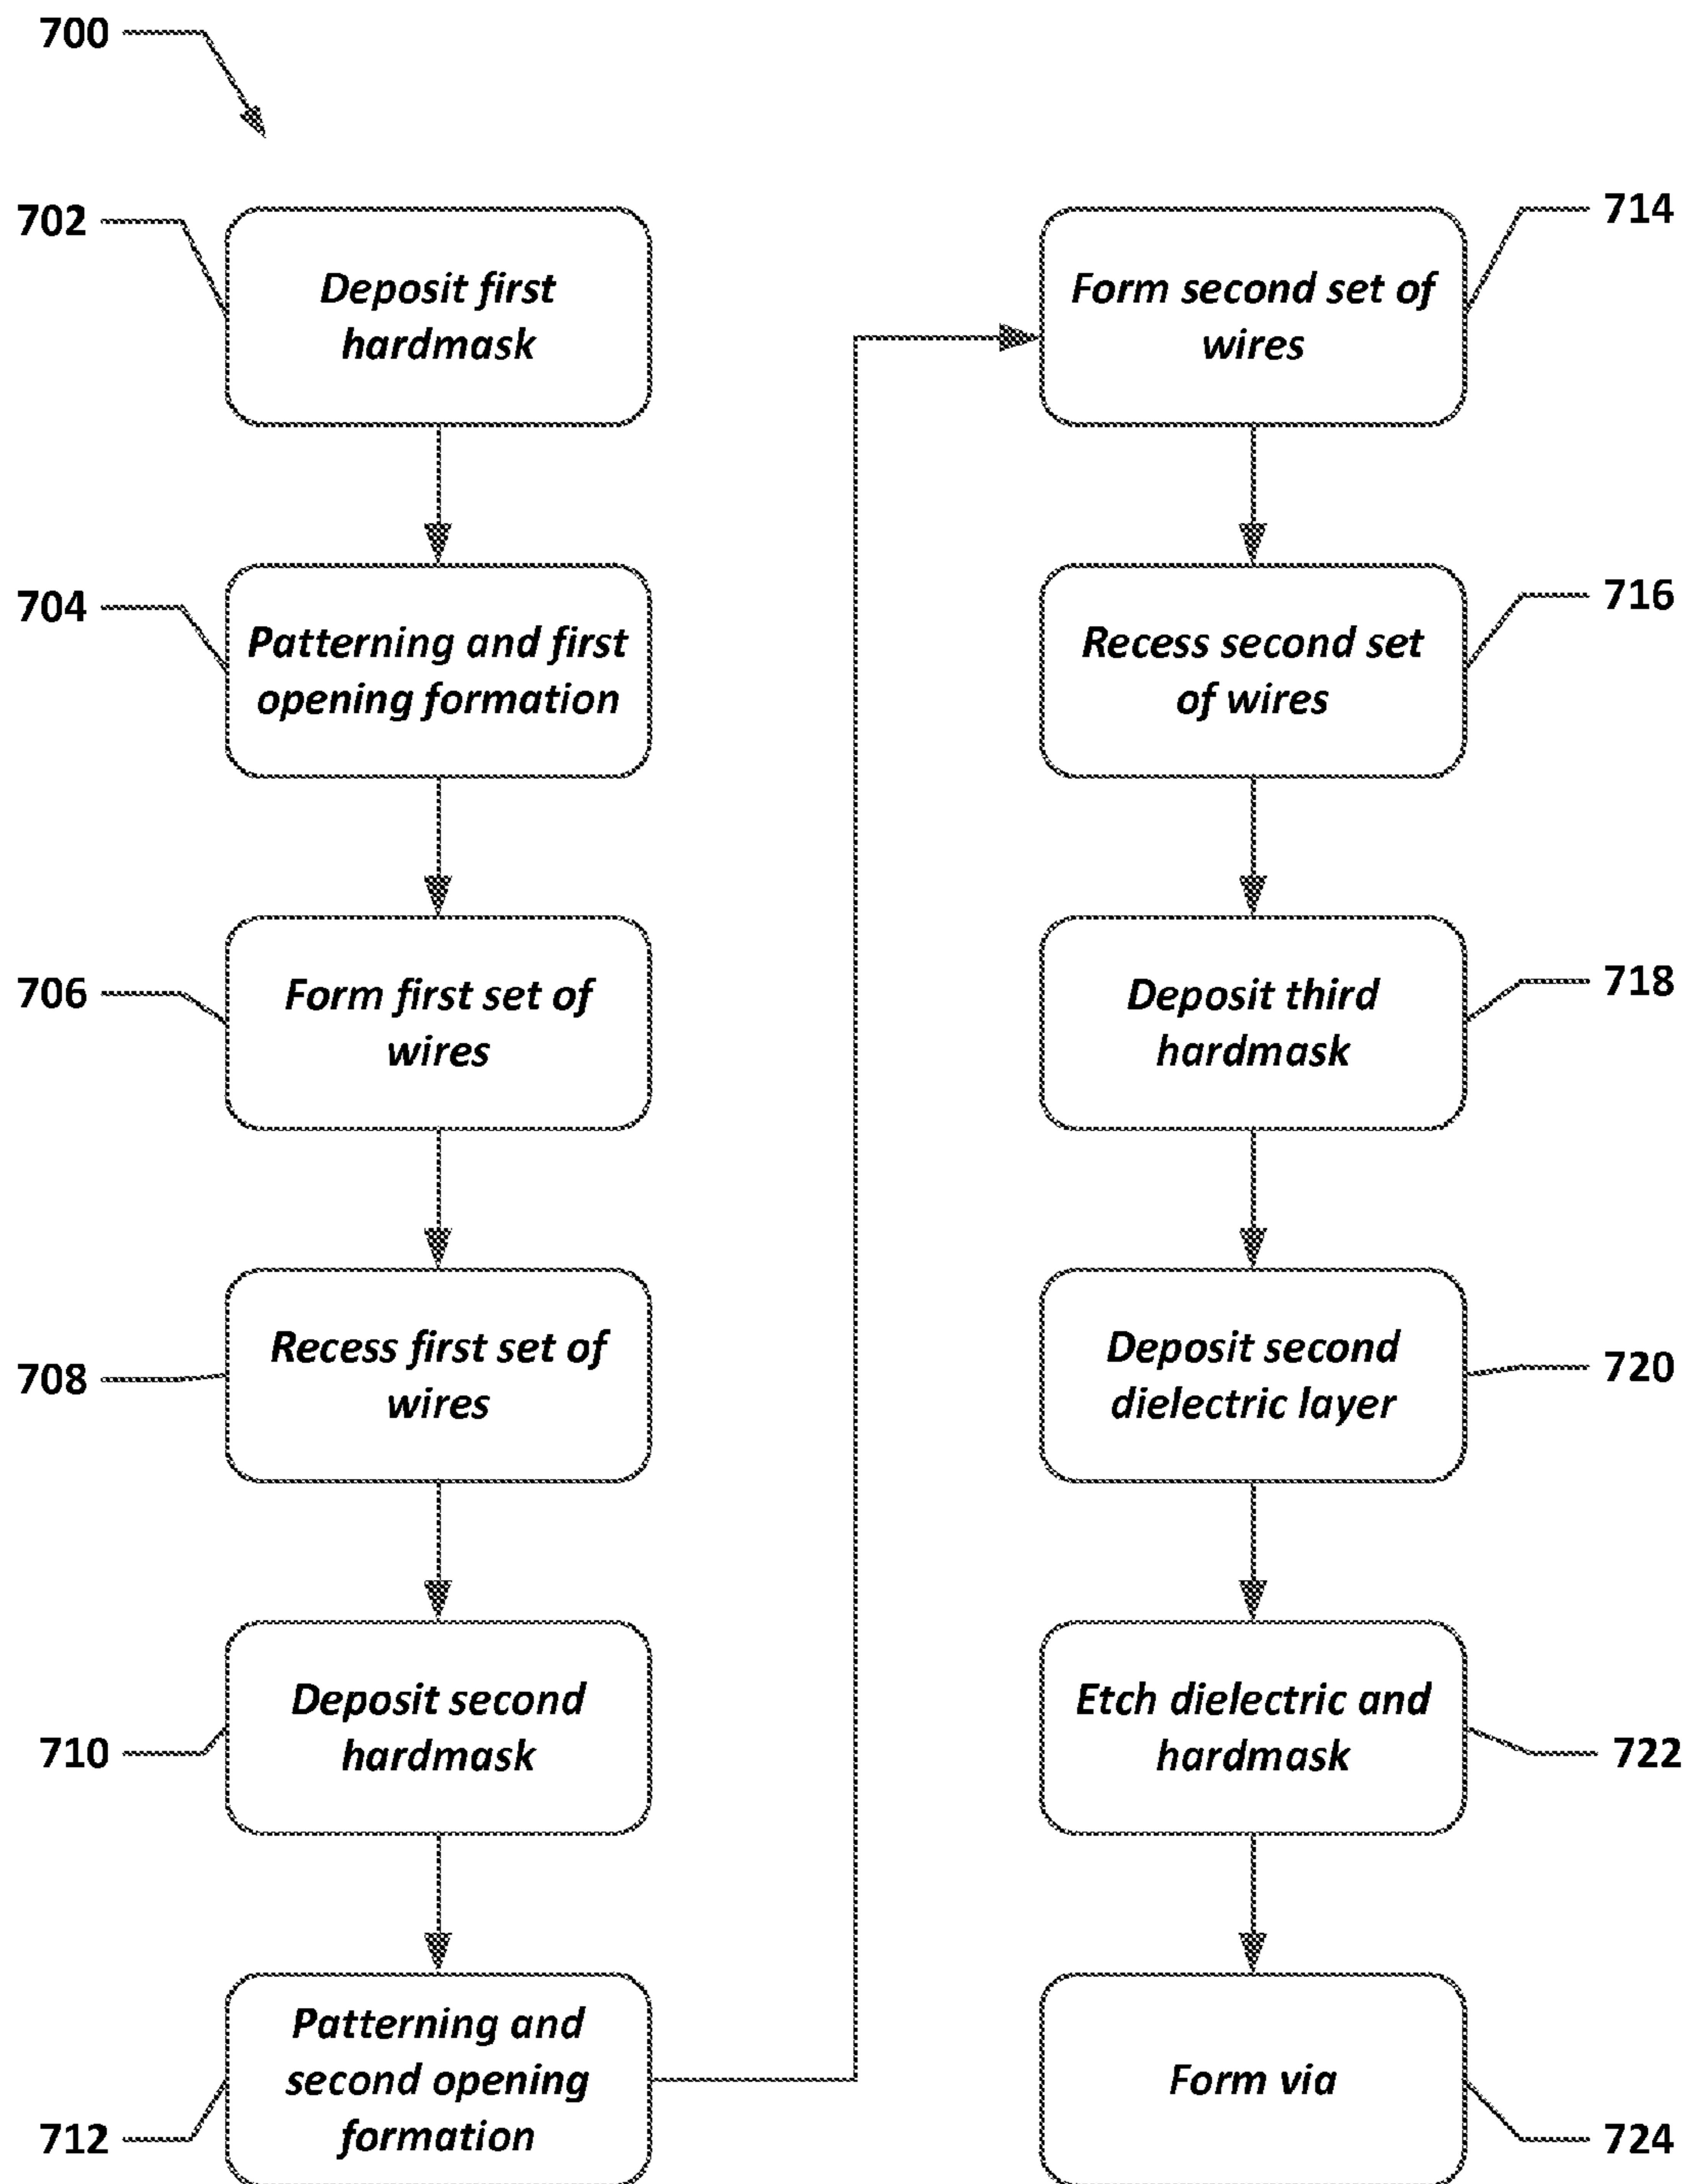 700
702
Deposit first
hardmask
704
Patterning and first
opening formation
706
Form first set of
wires
708
Recess first set of
wires
710
Deposit second
hardmask
712
Patterning and
second opening
formation
714
Form second set of
wires
716
Recess second set
of wires
718
Deposit third
hardmask
720
Deposit second
dielectric layer
722
Etch dielectric and
hardmask
724
Form via